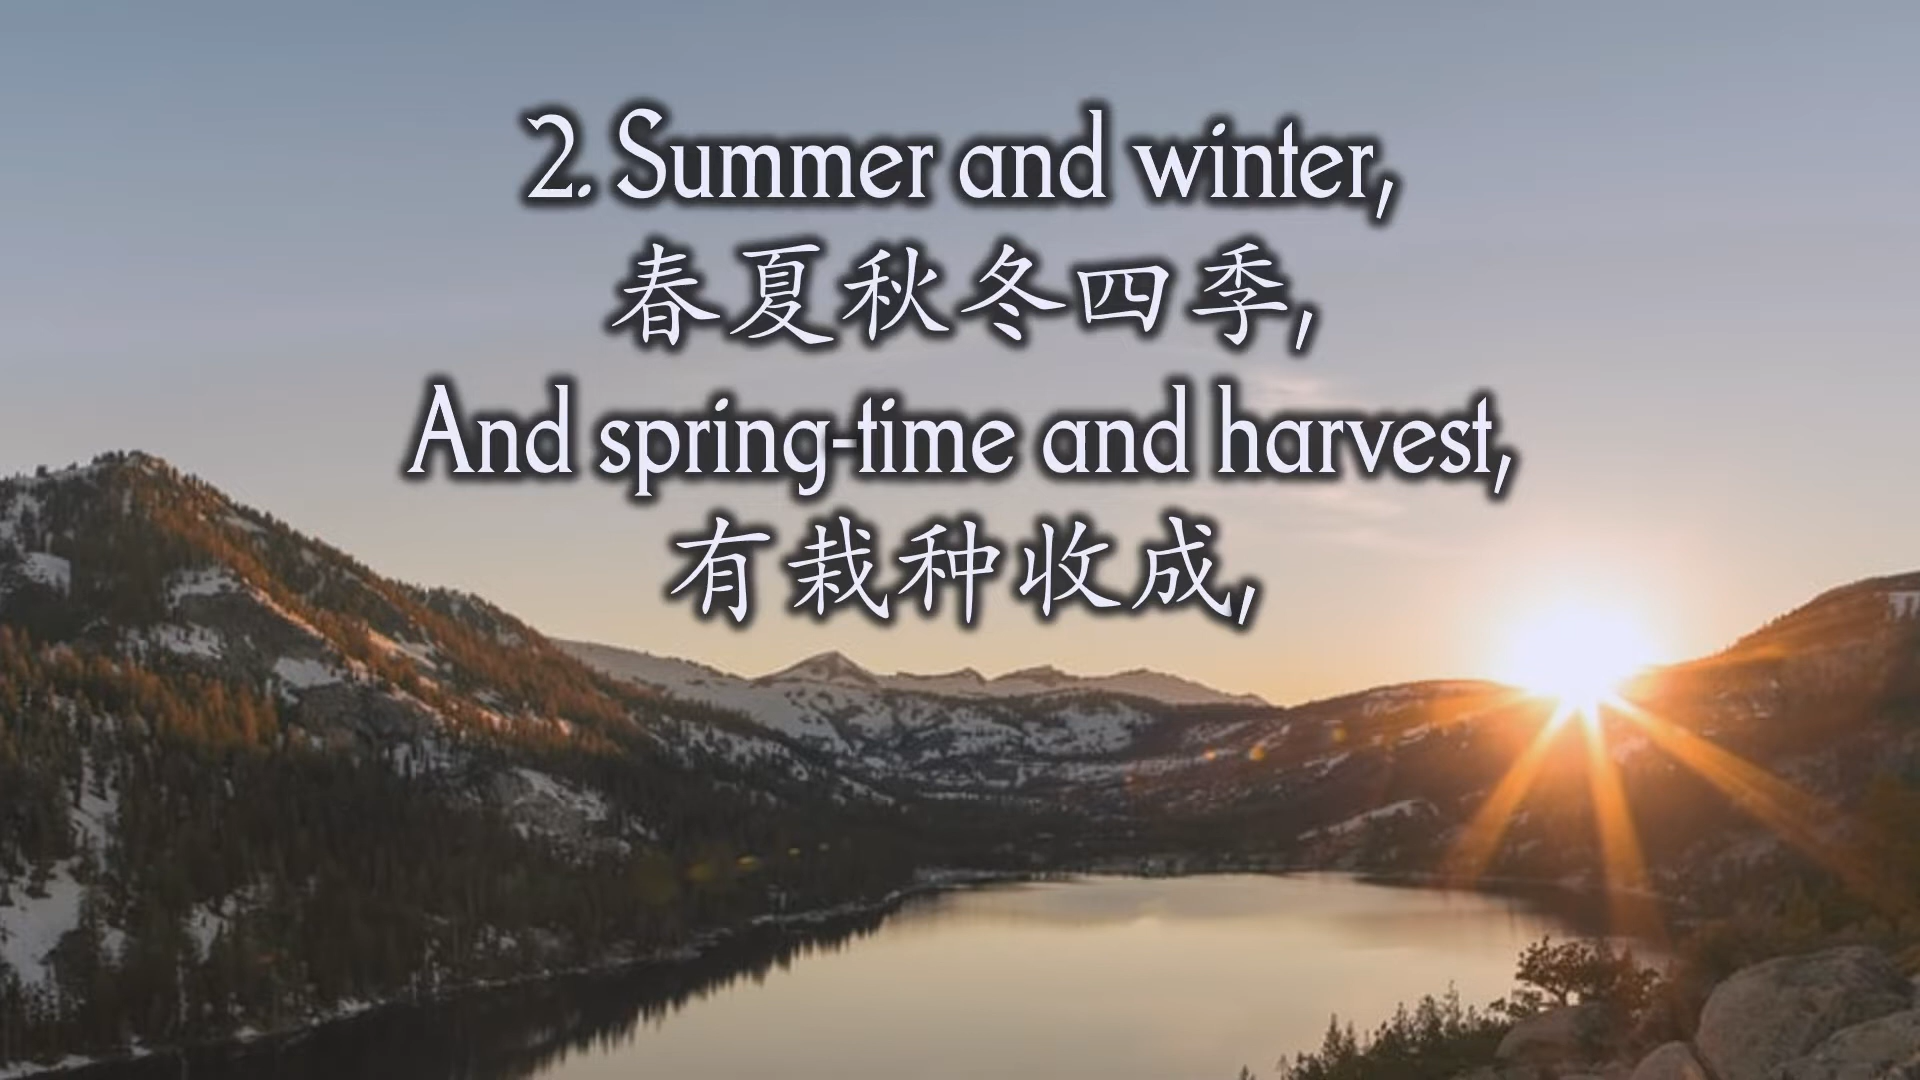 2. Summer and winter,
春夏秋冬四季,
And spring-time and harvest,
有栽种收成,